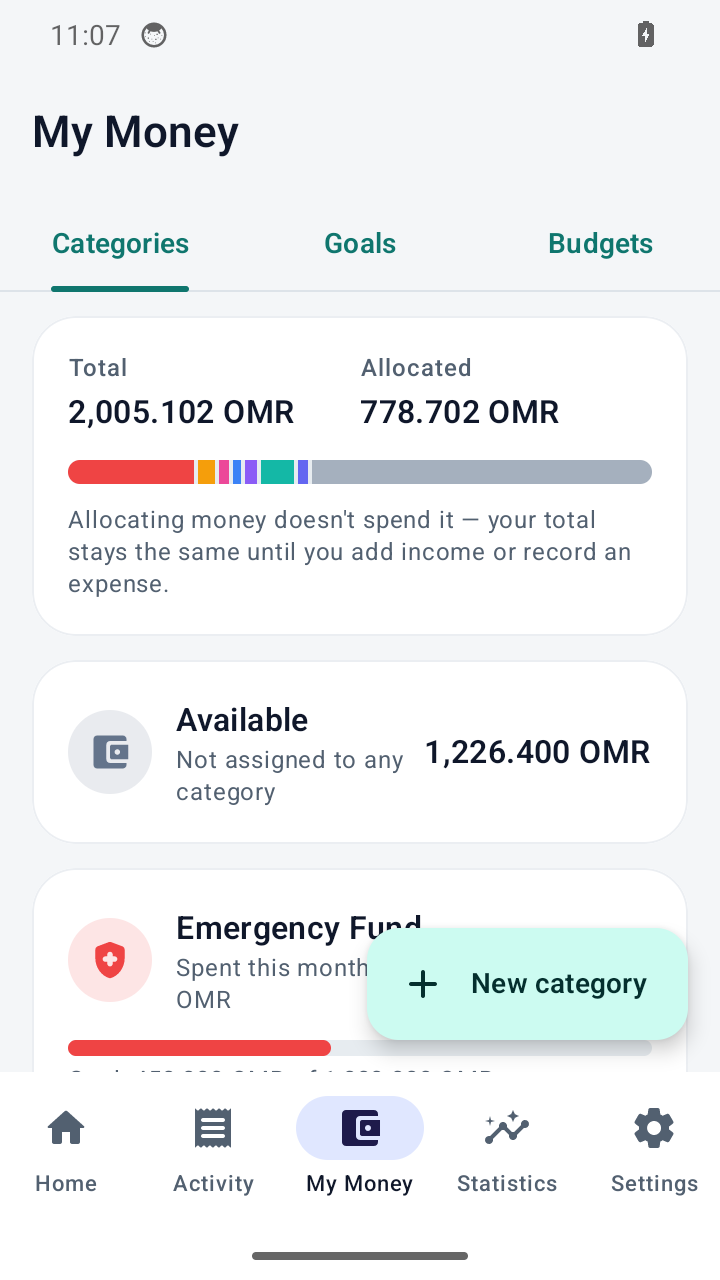 11:07
My Money
Categories
Goals
Budgets
Total
Allocated
2,005.102 OMR
778.702 OMR
Allocating money doesn't spend it — your total
stays the same until you add income or record an
expense.
Available
Not assigned to any
category
1,226.400 OMR
Emergency Fund
Spent this month
OMR
New category
Home
Activity
My Money
Statistics
Settings